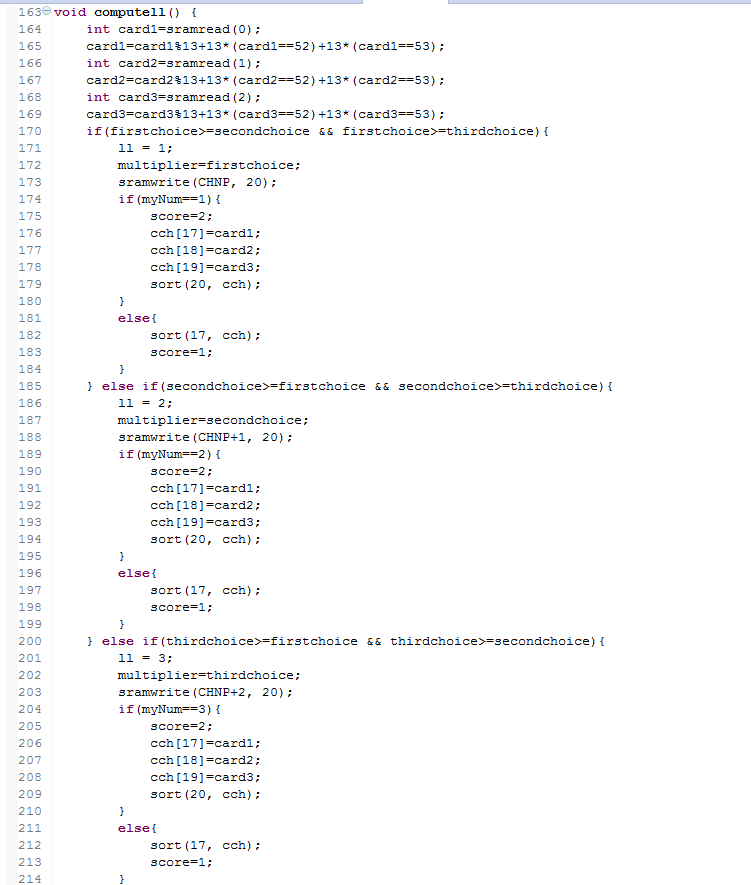 163 void computell() {
164 int card1=sramread(0);
165 card1=card1%13+13*(card1==52)+13*(card1==53);
166 int card2=sramread(1);
167 card2=card2%13+13*(card2==52)+13*(card2==53);
168 int card3=sramread(2);
169 card3=card3%13+13*(card3==52)+13*(card3==53);
170 if(firstchoice>=secondchoice && firstchoice>=thirdchoice){
171 ll = 1;
172 multiplier=firstchoice;
173 sramwrite(CHNP, 20);
174 if(myNum==1){
175 score=2;
176 cch[17]=card1;
177 cch[18]=card2;
178 cch[19]=card3;
179 sort(20, cch);
180 }
181 else{
182 sort(17, cch);
183 score=1;
184 }
185 } else if(secondchoice>=firstchoice && secondchoice>=thirdchoice){
186 ll = 2;
187 multiplier=secondchoice;
188 sramwrite(CHNP+1, 20);
189 if(myNum==2){
190 score=2;
191 cch[17]=card1;
192 cch[18]=card2;
193 cch[19]=card3;
194 sort(20, cch);
195 }
196 else{
197 sort(17, cch);
198 score=1;
199 }
200 } else if(thirdchoice>=firstchoice && thirdchoice>=secondchoice){
201 ll = 3;
202 multiplier=thirdchoice;
203 sramwrite(CHNP+2, 20);
204 if(myNum==3){
205 score=2;
206 cch[17]=card1;
207 cch[18]=card2;
208 cch[19]=card3;
209 sort(20, cch);
210 }
211 else{
212 sort(17, cch);
213 score=1;
214 }